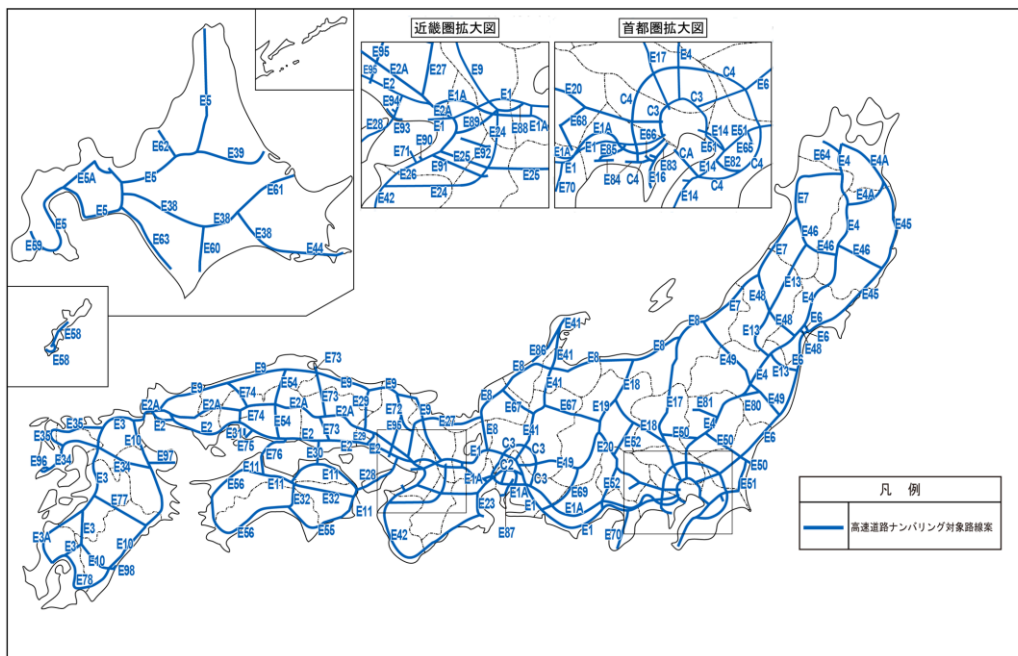 近畿圏拡大図
首都圏拡大図
E5
E62
E39
E5
E5A
E5
E5
E69
E38
E38
E61
E63
E60
E38
E44
E58
E58
E95
E95
E2A
E2
E27
E9
E94
E28
E93
E1A
E2A
E1
E1
E89
E24
E88
E1A
E90
E71
E92
E25
E91
E26
E24
E25
E42
E17
E4
C4
E6
E20
C4
C3
C3
E68
E1A
E1
E85
E66
E14
E51
E51
E65
E1A
E1
E70
E84
C4
E83
E16
CA
E14
E82
C4
C4
E14
E64
E4
E4A
E4A
E7
E4
E45
E46
E46
E46
E7
E13
E48
E4
E45
E7
E48
E13
E6
E6
E48
E6
E8
E49
E4
E13
E49
E80
E6
E41
E86
E41
E8
E8
E8
E41
E18
E17
E81
E4
E8
E67
E67
E19
E41
E18
E50
E50
E52
E20
E8
C3
C3
E1
C2
C3
E49
E50
E51
E52
E69
E1A
E1A
E1A
E1
E1
E23
E87
E70
E42
E73
E9
E54
E9
E9
E9
E74
E73
E29
E72
E9
E27
E2A
E2A
E2A
E2A
E95
E2
E2
E74
E54
E2
E73
E2
E29
E2
E31
E75
E76
E30
E28
E11
E11
E11
E11
E56
E56
E32
E32
E55
E3
E35
E35
E10
E34
E34
E96
E97
E3
E77
E3
E3A
E3
E10
E10
E78
E98
凡 例
高速道路ナンバリング対象路線案